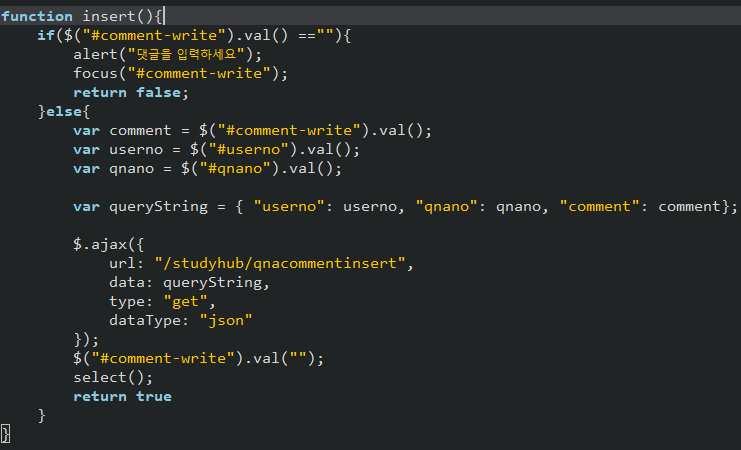 function insert(){
    if($("#comment-write").val() ==""){
        alert("댓글을 입력하세요");
        focus("#comment-write");
        return false;
    }else{
        var comment = $("#comment-write").val();
        var userno = $("#userno").val();
        var qnano = $("#qnano").val();

        var queryString = { "userno": userno, "qnano": qnano, "comment": comment};

        $.ajax({
            url: "/studyhub/qnacommentinsert",
            data: queryString,
            type: "get",
            dataType: "json"
        });
        $("#comment-write").val("");
        select();
        return true
    }
}